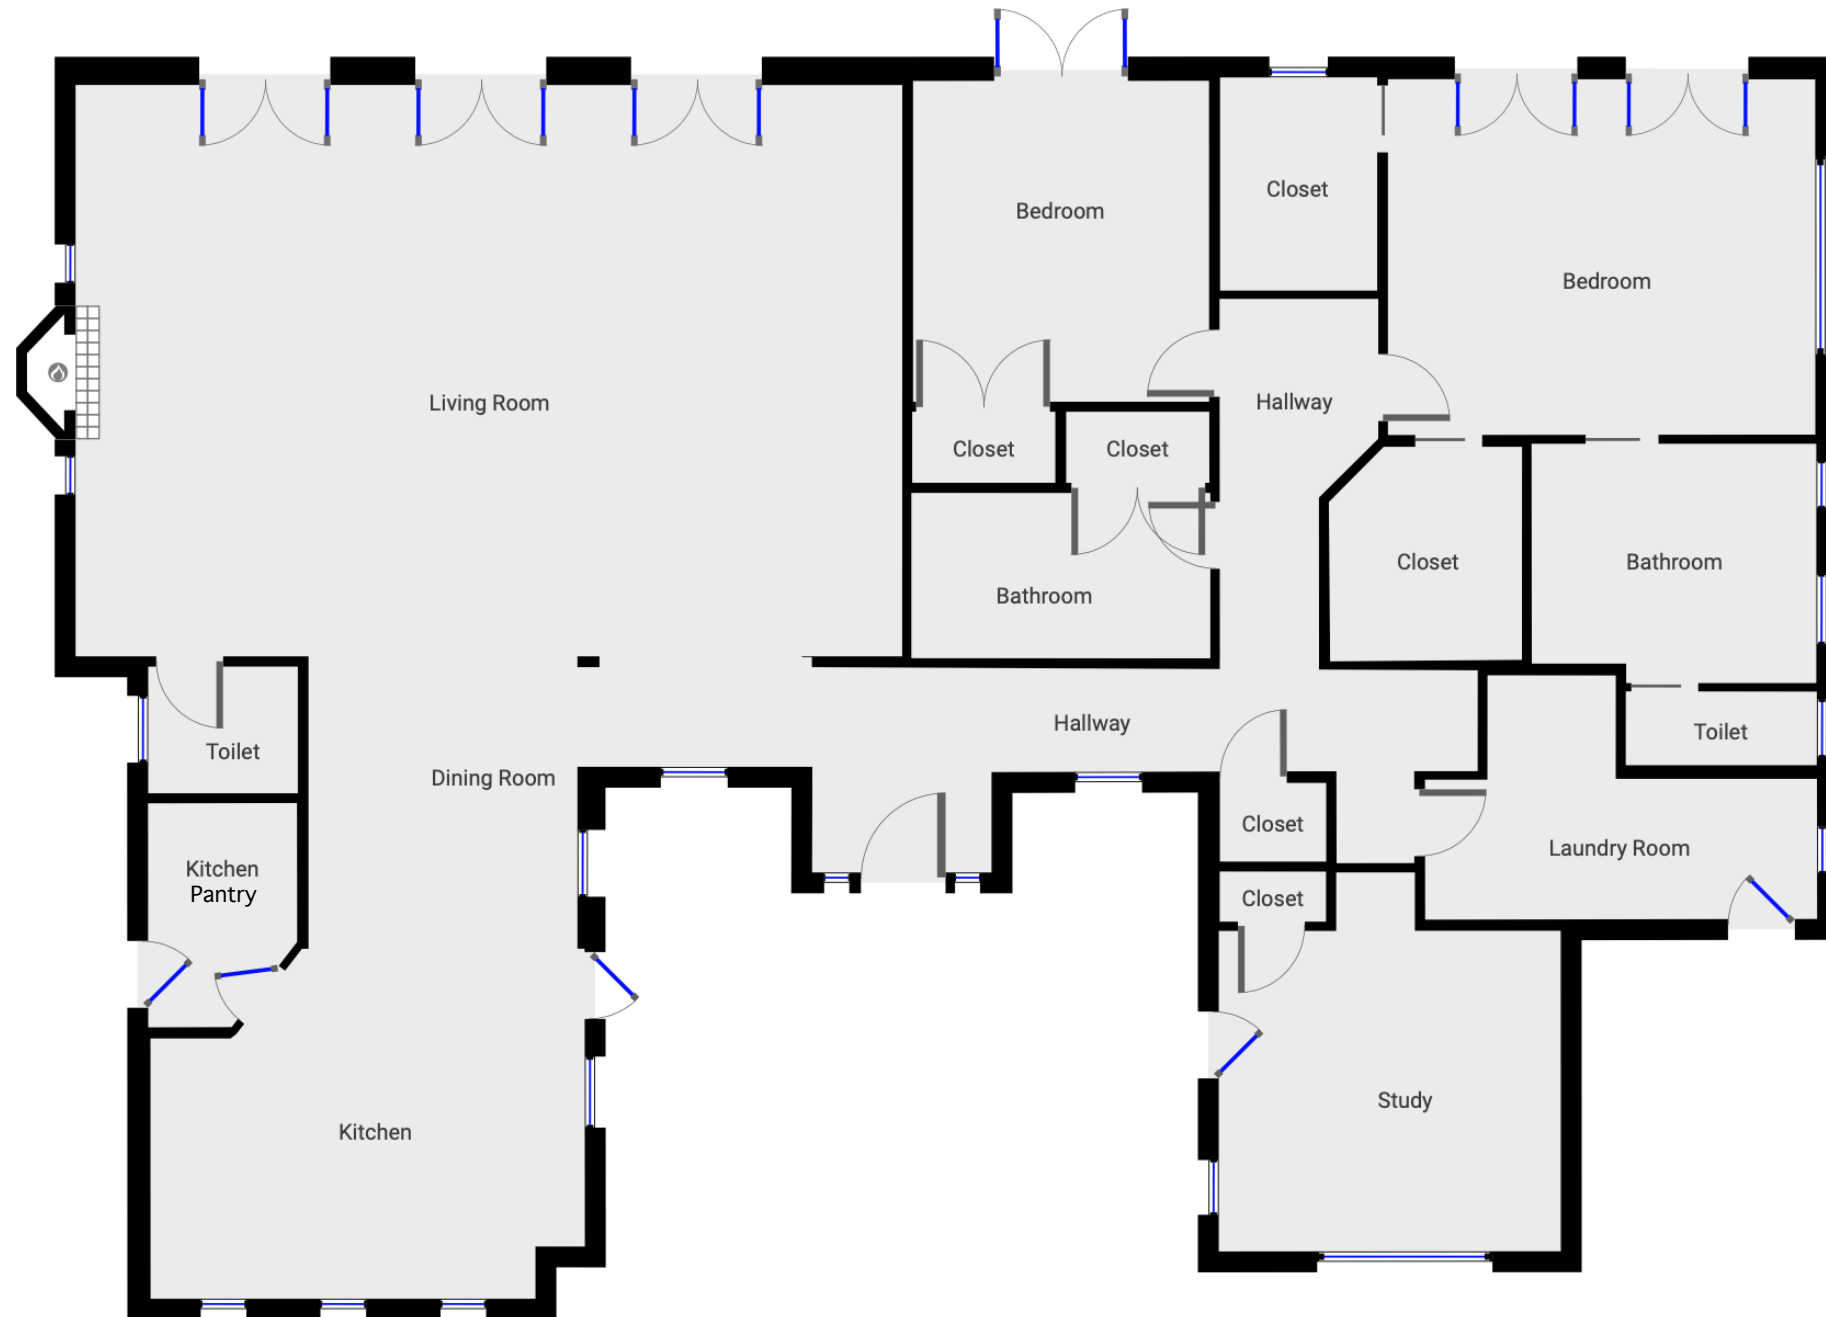 Closet
Bedroom
Bedroom
Living Room
Hallway
Closet
Closet
Closet
Bathroom
Bathroom
Hallway
Toilet
Toilet
Dining Room
Closet
Laundry Room
Kitchen
Pantry
Closet
Study
Kitchen